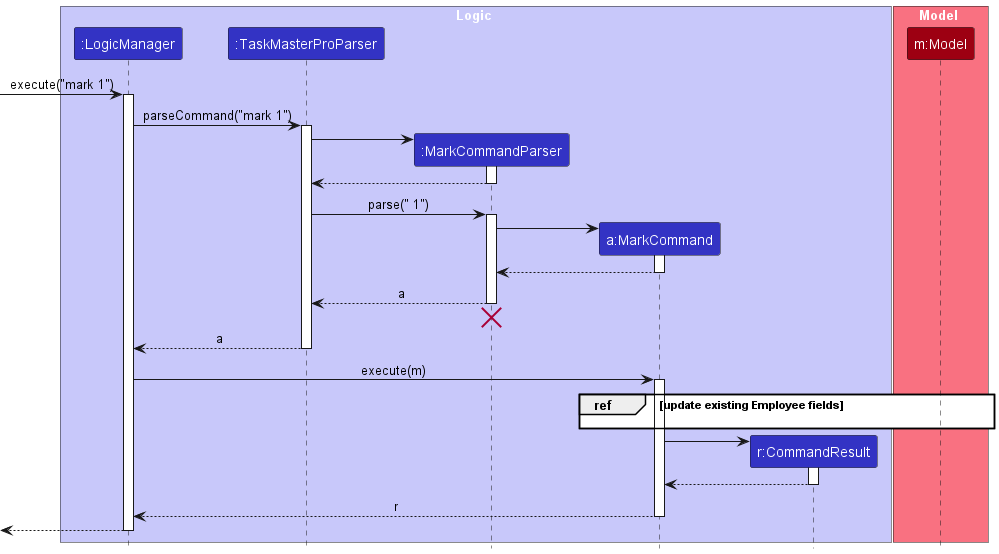 Logic
Model
:LogicManager
:TaskMasterProParser
m:Model
execute("mark 1")
parseCommand("mark 1")
:MarkCommandParser
parse(" 1")
a:MarkCommand
a
a
execute(m)
ref
[update existing Employee fields]
r:CommandResult
r